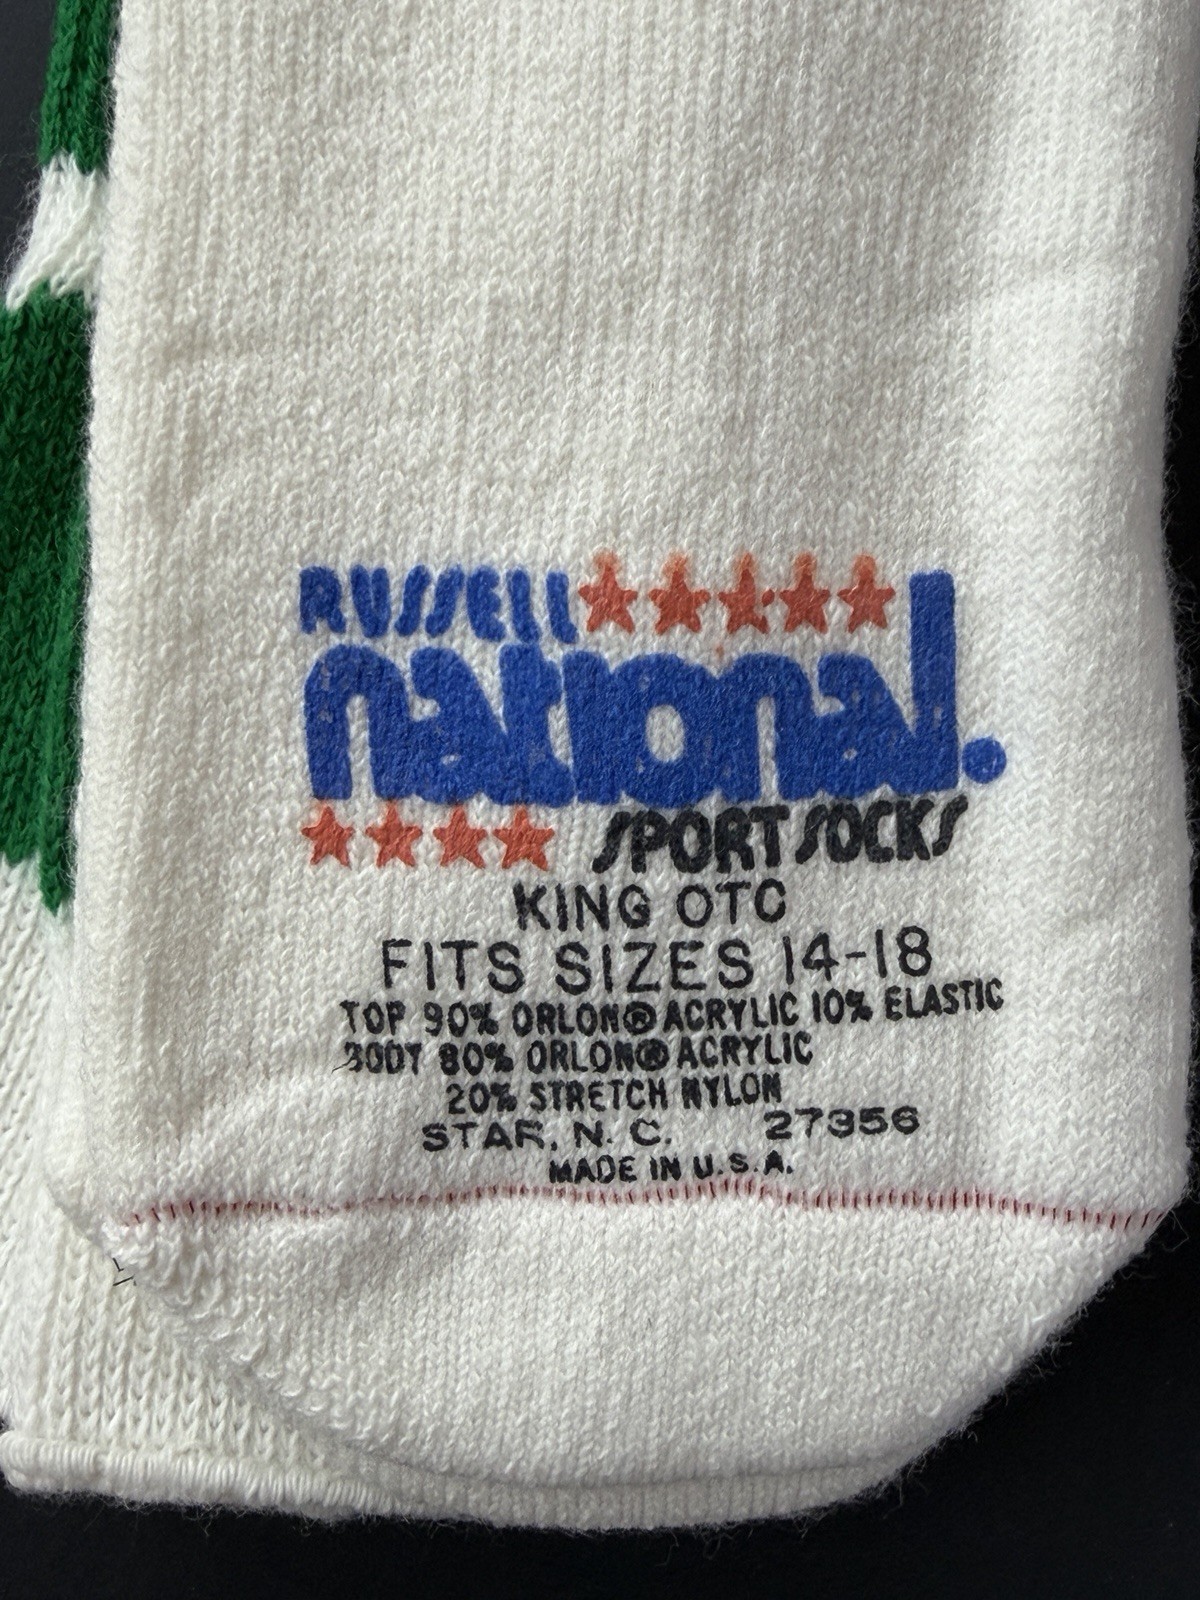 RUSSELL
national.
SPORT SOCKS
KING OTC
FITS SIZES 14-18
TOP 90% ORLON® ACRYLIC 10% ELASTIC
BODY 80% ORLON® ACRYLIC
20% STRETCH NYLON
STAR, N. C. 27356
MADE IN U.S.A.